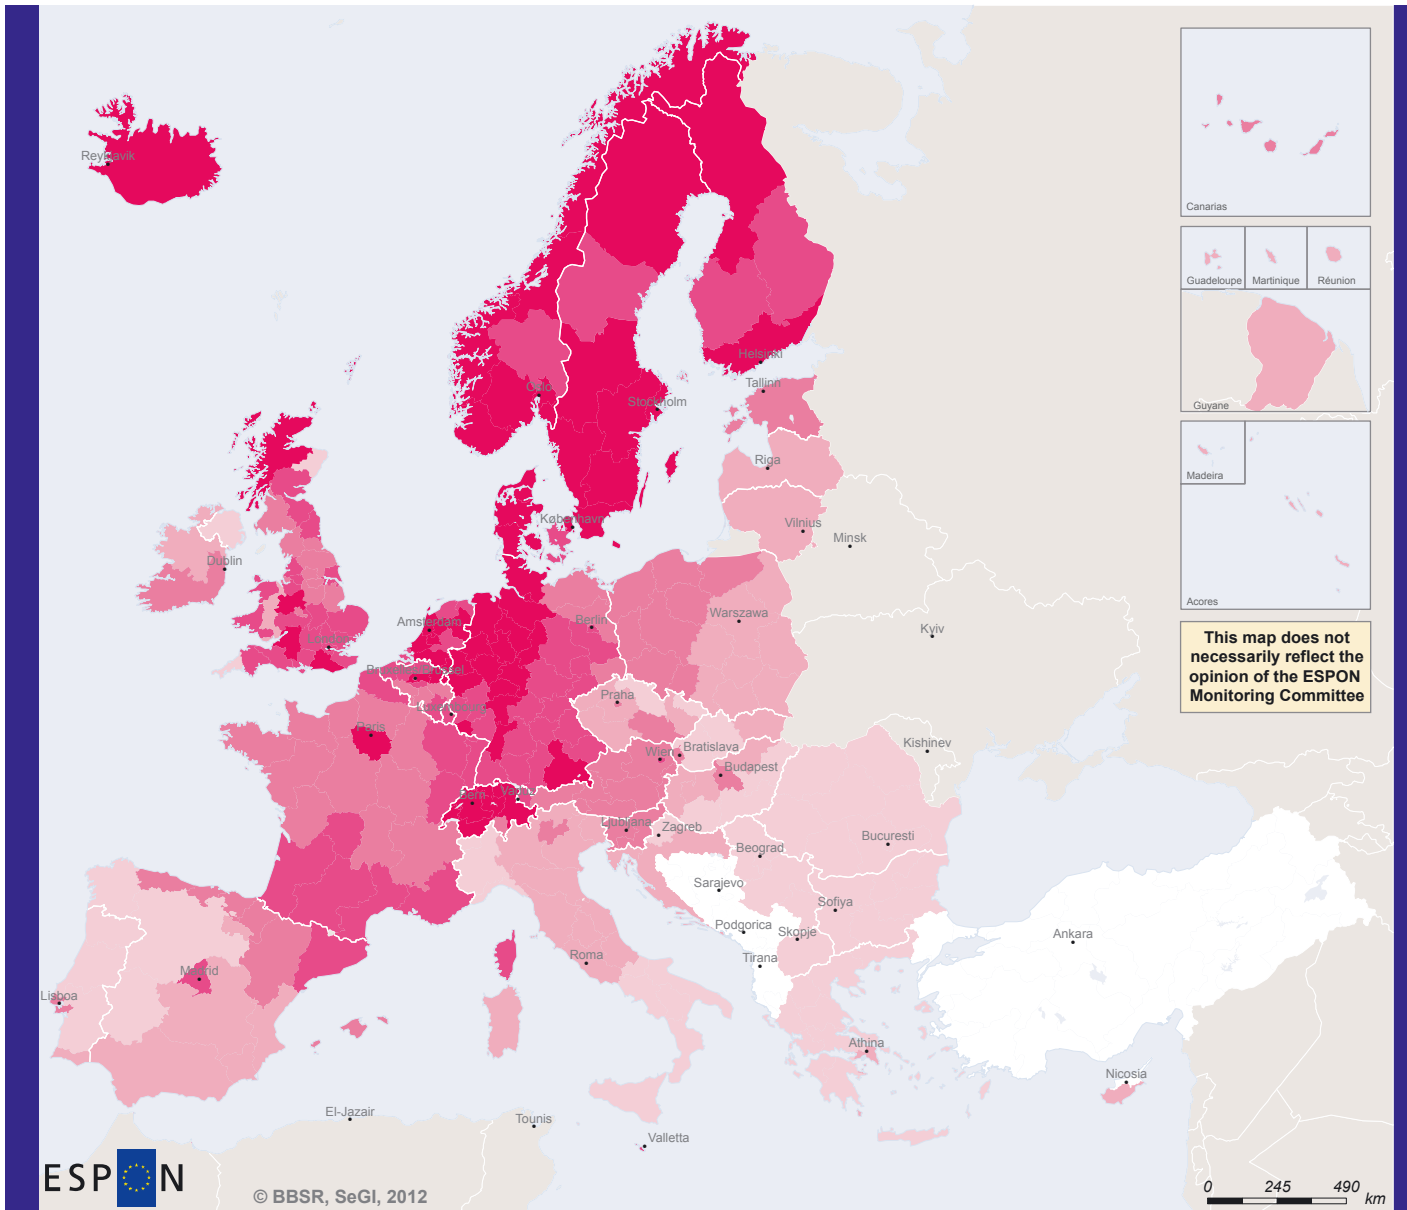 Reykjavik
Canarias
Guadeloupe
Martinique
Réunion
Guyane
Madeira
Acores
This map does not
necessarily reflect the
opinion of the ESPON
Monitoring Committee
Helsinki
Oslo
Tallinn
Stockholm
Riga
København
Vilnius
Minsk
Dublin
Amsterdam
Berlin
Warszawa
Kyiv
London
Praha
Paris
Kishinev
Wien
Bratislava
Budapest
Bern
Vaduz
Ljubljana
Zagreb
Bucuresti
Beograd
Sarajevo
Sofiya
Podgorica
Skopje
Ankara
Roma
Tirana
Madrid
Lisboa
Athina
Nicosia
El-Jazair
Tounis
Valletta
ESPON
© BBSR, SeGI, 2012
0 245 490
km